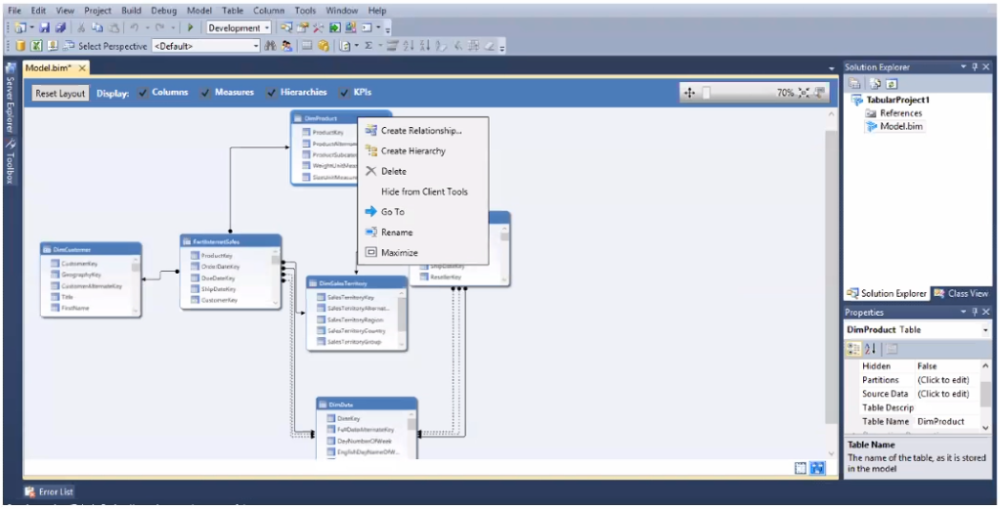 File Edit View Project Build Debug Model Table Column Tools Window Help
Development
Select Perspective <Default>
Model.bim* X
Solution Explorer
Server Explorer
Toolbox
Reset Layout Display: Columns Measures Hierarchies KPIs
70%
TabularProject1
References
Model.bim
DimProduct
ProductKey
ProductAlternat
ProductSubcate
WeightUnitMeas
SizeUnitMeasure
Create Relationship...
Create Hierarchy
Delete
Hide from Client Tools
Go To
Rename
Maximize
DimCustomer
CustomerKey
GeographyKey
CustomerAlternateKey
Title
FirstName
FactInternetSales
ProductKey
OrderDateKey
DueDateKey
ShipDateKey
CustomerKey
ShipDateKey
ResellerKey
DimSalesTerritory
SalesTerritoryKey
SalesTerritoryAlternat...
SalesTerritoryRegion
SalesTerritoryCountry
SalesTerritoryGroup
DimDate
DateKey
FullDateAlternateKey
DayNumberOfWeek
EnglishDayNameOfW...
Solution Explorer Class View
Properties
DimProduct Table
Hidden False
Partitions (Click to edit)
Source Data (Click to edit)
Table Descrip
Table Name DimProduct
Table Name
The name of the table, as it is stored
in the model
Error List